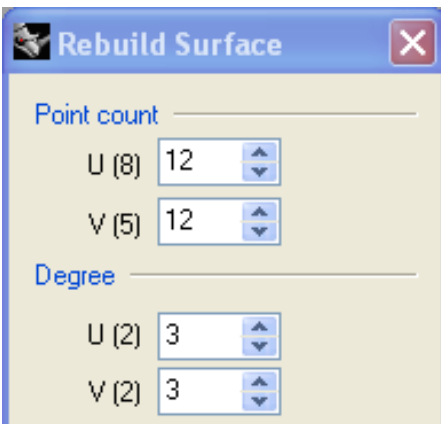 Rebuild Surface
Point count
U (8) 12
V (5) 12
Degree
U (2) 3
V (2) 3